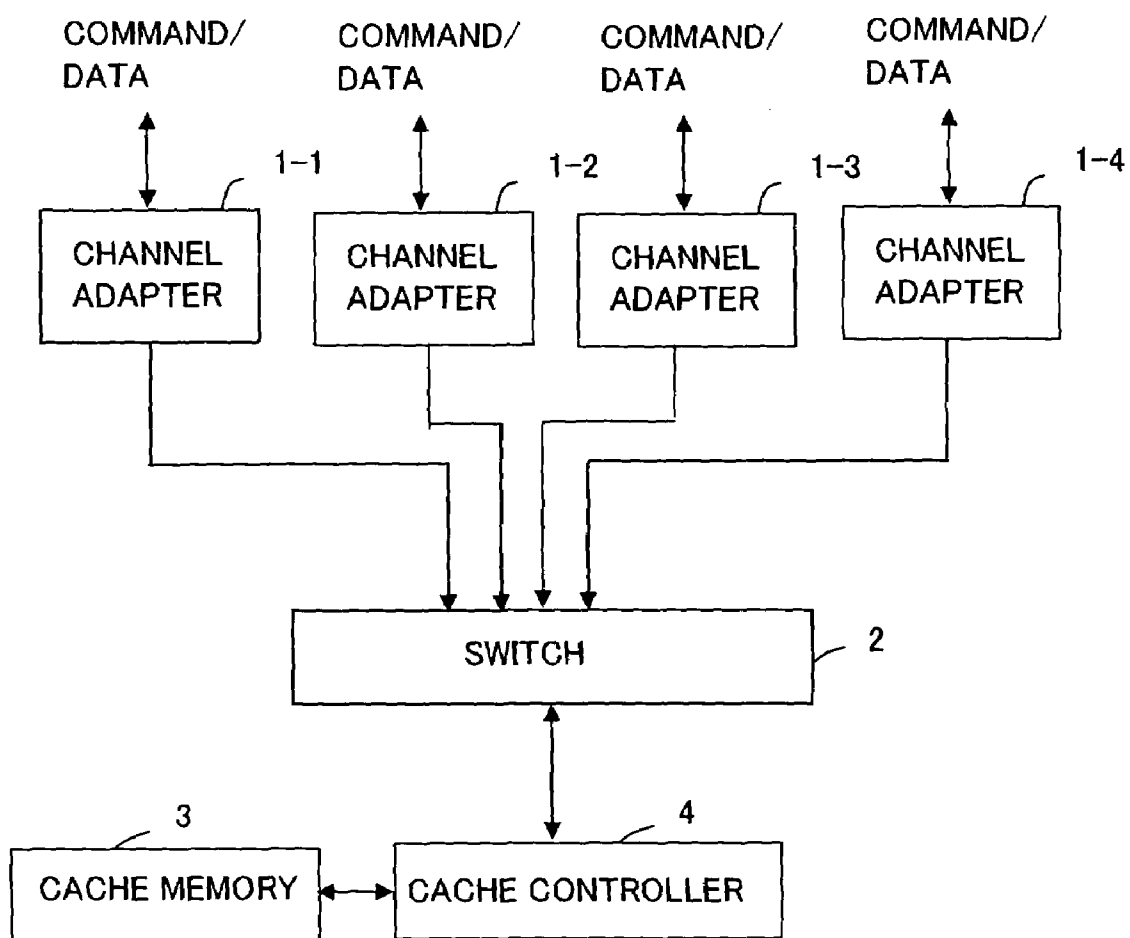 COMMAND/
DATA
COMMAND/
DATA
COMMAND/
DATA
COMMAND/
DATA
1-1
1-2
1-3
1-4
CHANNEL
ADAPTER
CHANNEL
ADAPTER
CHANNEL
ADAPTER
CHANNEL
ADAPTER
SWITCH
2
3
4
CACHE MEMORY
CACHE CONTROLLER